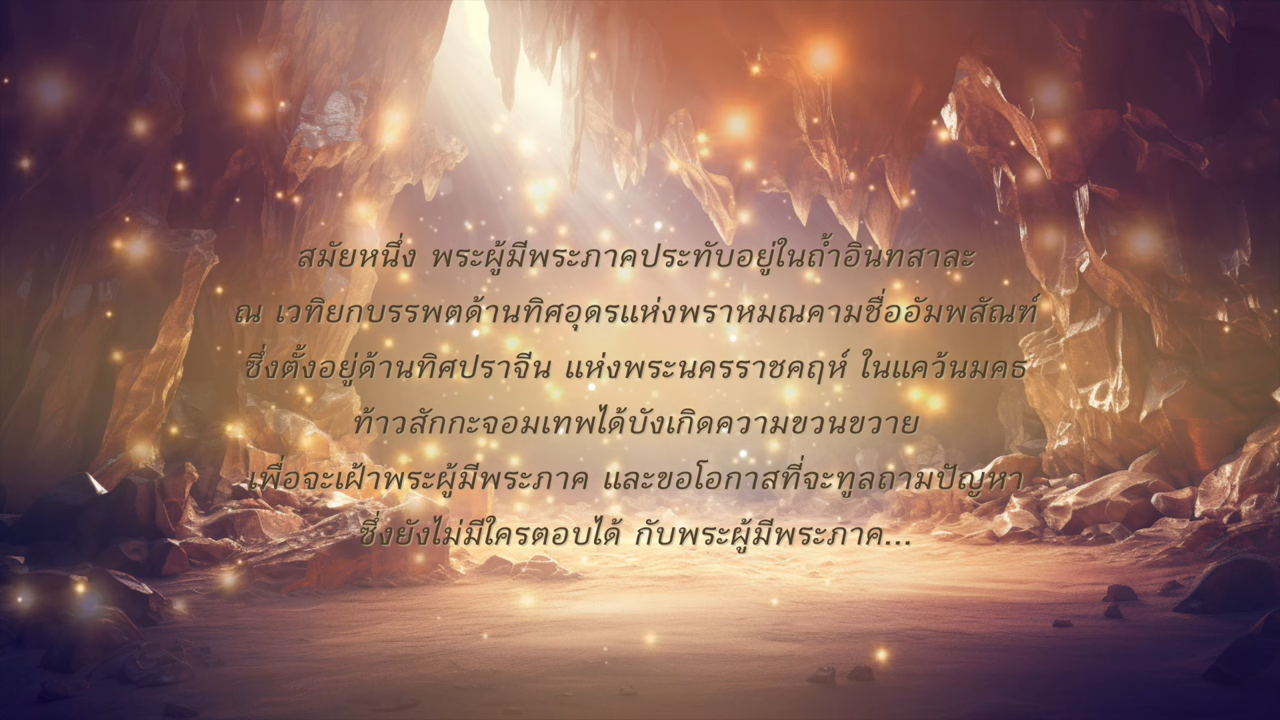 สมัยหนึ่ง พระผู้มีพระภาคประทับอยู่ในถ้ำอินทสาละ
ณ เวทิยกบรรพตด้านทิศอุดรแห่งพราหมณคามชื่ออัมพสัณฑ์
ซึ่งตั้งอยู่ด้านทิศปราจีน แห่งพระนครราชคฤห์ ในแคว้นมคธ
ท้าวสักกะจอมเทพได้บังเกิดความขวนขวาย
เพื่อจะเฝ้าพระผู้มีพระภาค และขอโอกาสที่จะทูลถามปัญหา
ซึ่งยังไม่มีใครตอบได้ กับพระผู้มีพระภาค...